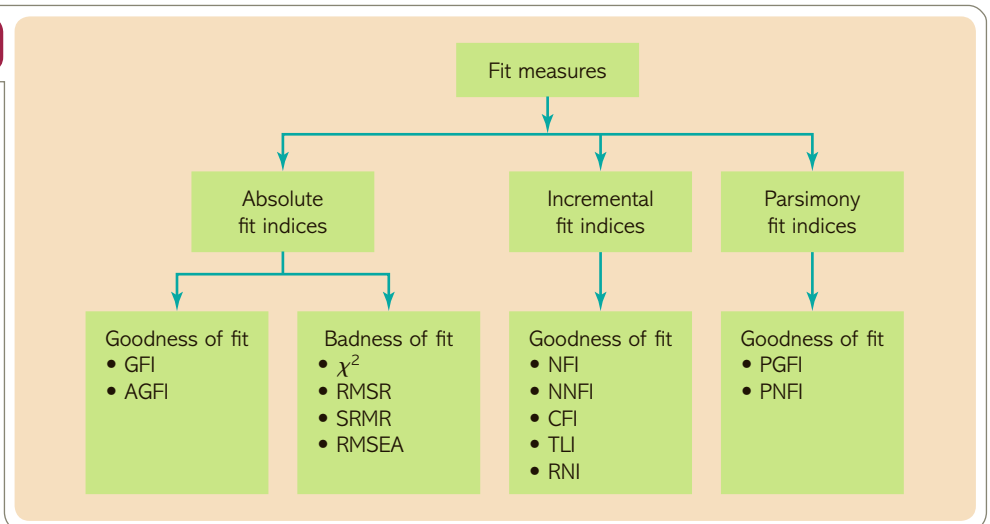 Fit measures
Absolute
fit indices
Incremental
fit indices
Parsimony
fit indices
Goodness of fit
• GFI
• AGFI
Badness of fit
• χ²
• RMSR
• SRMR
• RMSEA
Goodness of fit
• NFI
• NNFI
• CFI
• TLI
• RNI
Goodness of fit
• PGFI
• PNFI